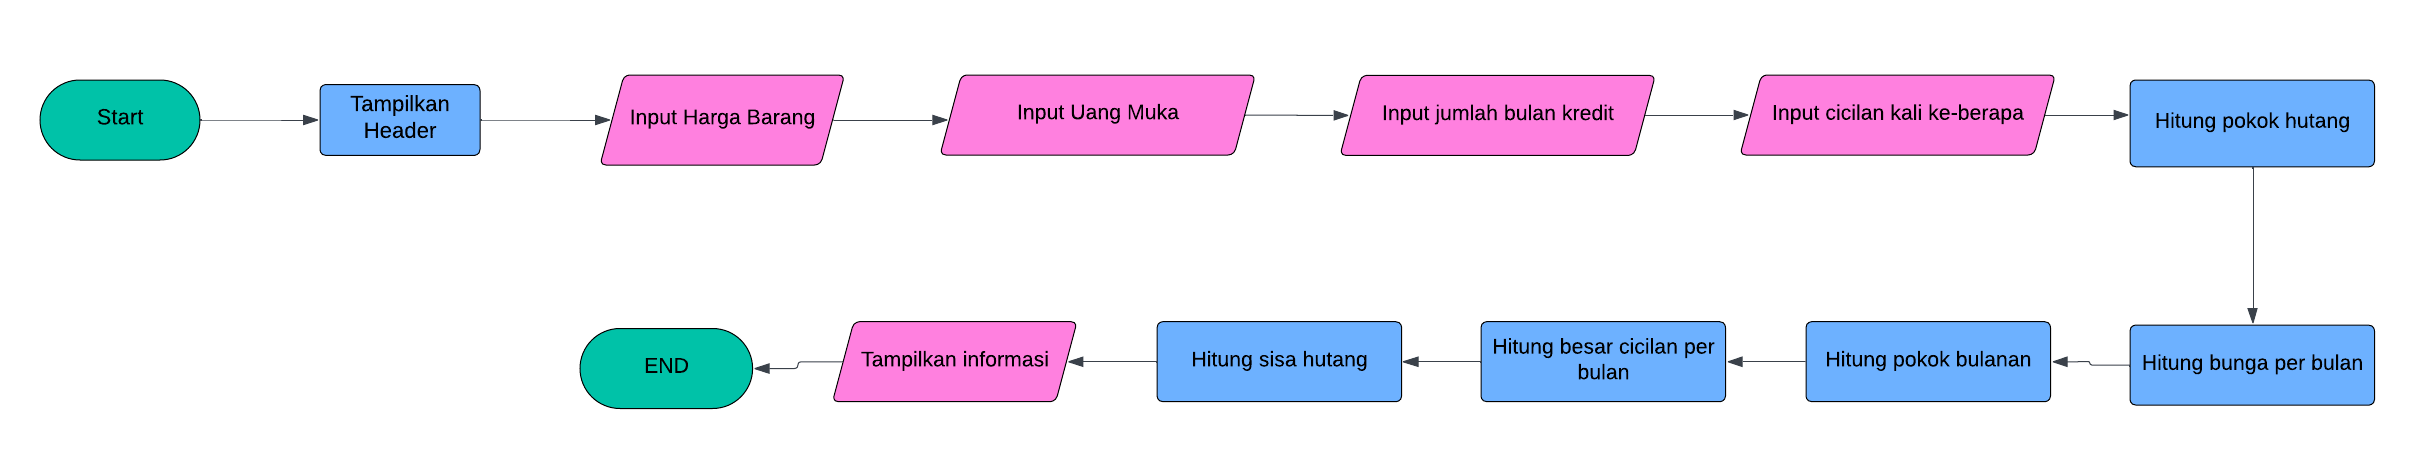 Start
Tampilkan
Header
Input Harga Barang
Input Uang Muka
Input jumlah bulan kredit
Input cicilan kali ke-berapa
Hitung pokok hutang
Hitung bunga per bulan
Hitung pokok bulanan
Hitung besar cicilan per
bulan
Hitung sisa hutang
Tampilkan informasi
END